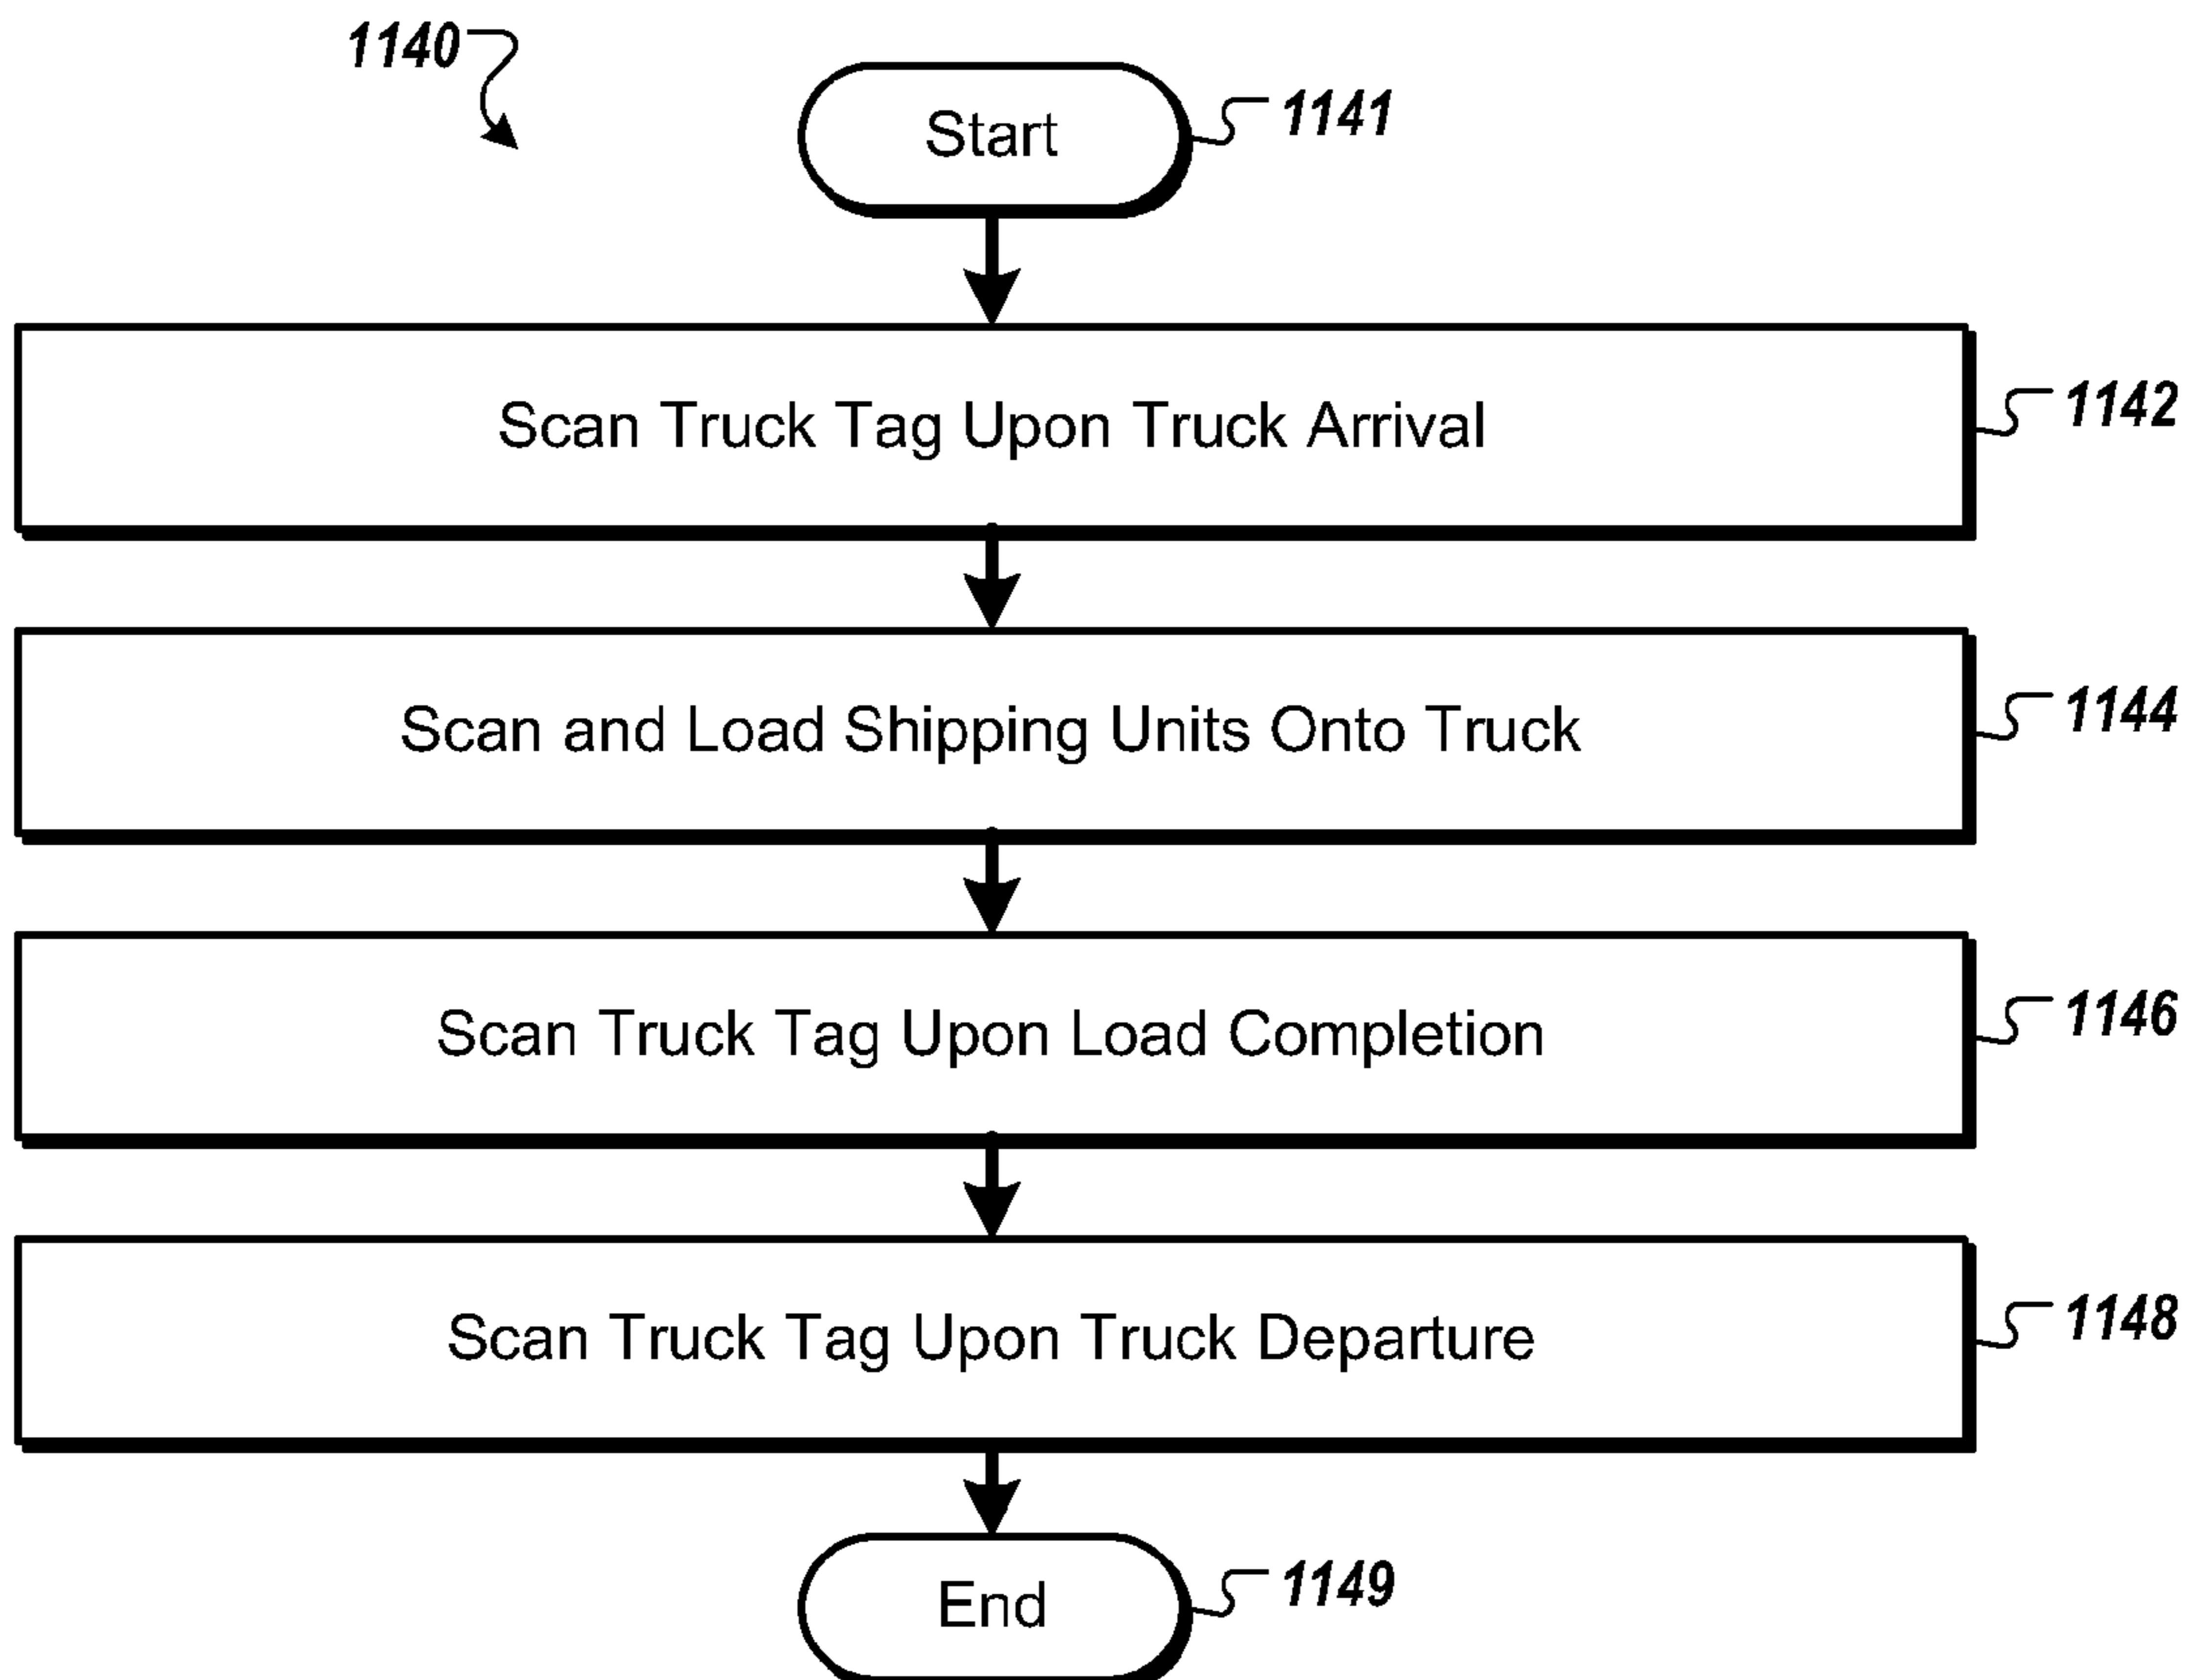 1140
Start
1141
Scan Truck Tag Upon Truck Arrival
1142
Scan and Load Shipping Units Onto Truck
1144
Scan Truck Tag Upon Load Completion
1146
Scan Truck Tag Upon Truck Departure
1148
End
1149